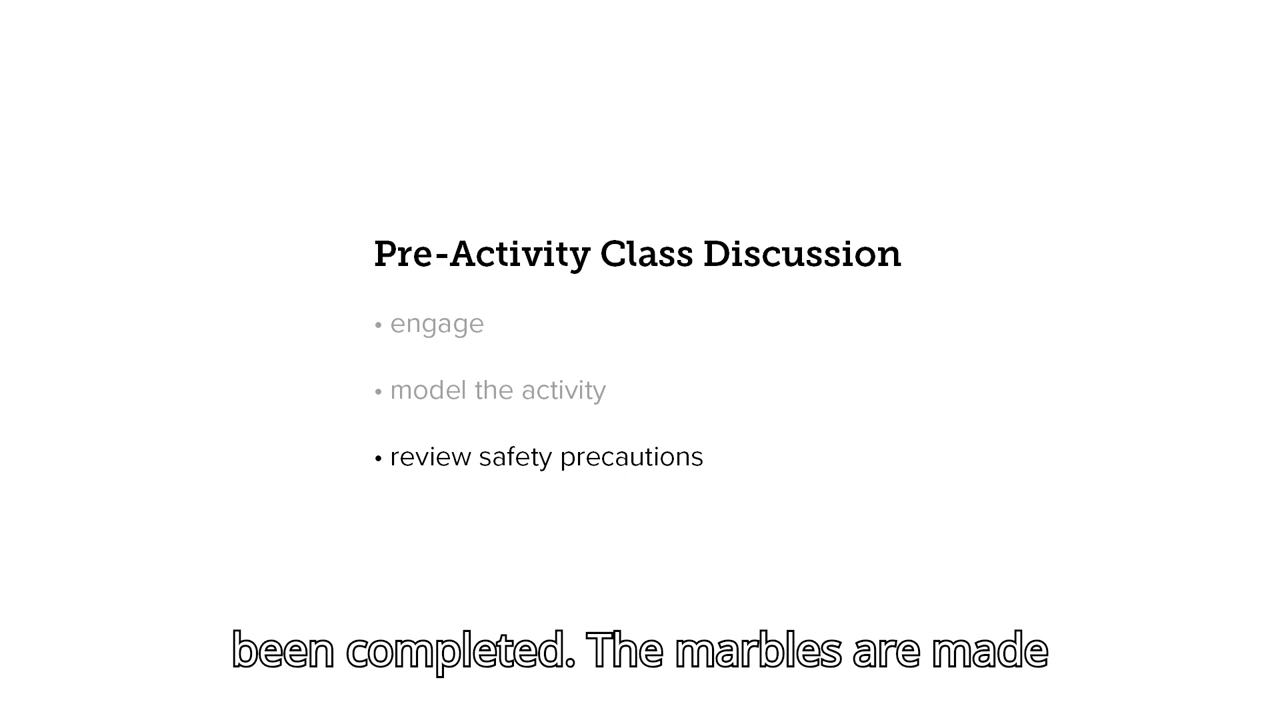 Pre-Activity Class Discussion
• engage
• model the activity
• review safety precautions
been completed. The marbles are made